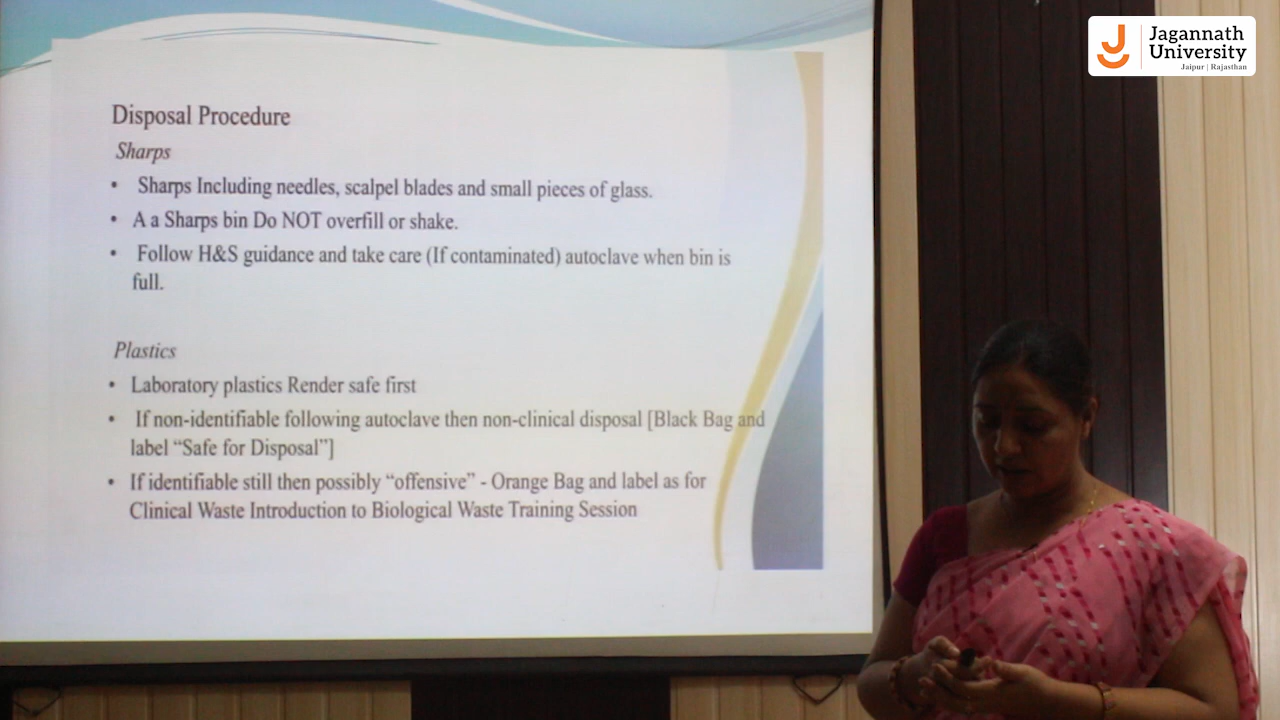 Jagannath
University
Jaipur | Rajasthan
Disposal Procedure
Sharps
• Sharps Including needles, scalpel blades and small pieces of glass.
• A a Sharps bin Do NOT overfill or shake.
• Follow H&S guidance and take care (If contaminated) autoclave when bin is
full.
Plastics
• Laboratory plastics Render safe first
• If non-identifiable following autoclave then non-clinical disposal [Black Bag and
label “Safe for Disposal”]
• If identifiable still then possibly “offensive” - Orange Bag and label as for
Clinical Waste Introduction to Biological Waste Training Session